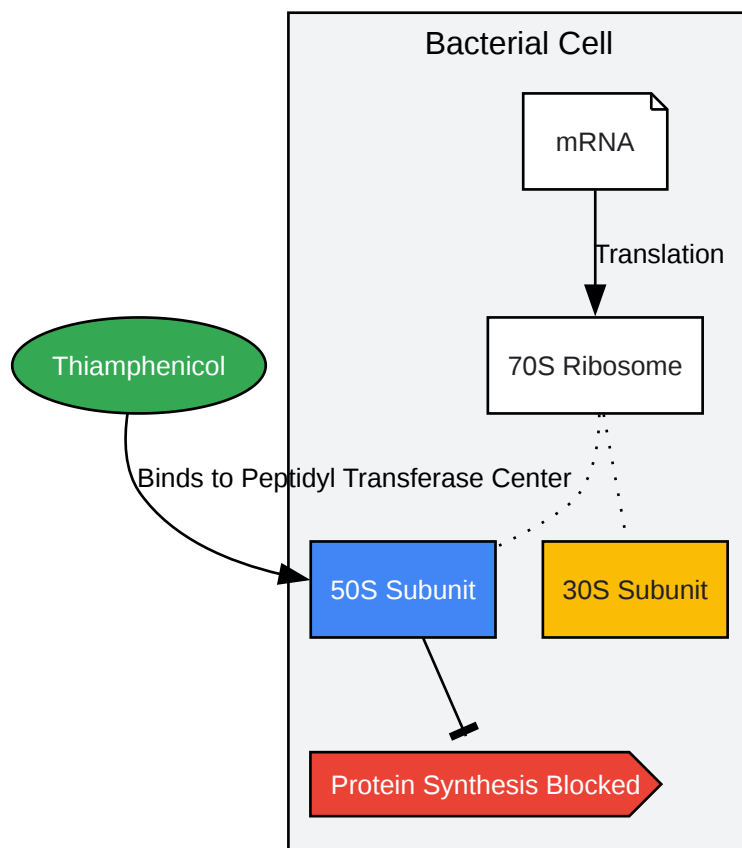 Bacterial Cell
mRNA
Translation
Thiamphenicol
70S Ribosome
Binds to Peptidyl Transferase Center
50S Subunit
30S Subunit
Protein Synthesis Blocked